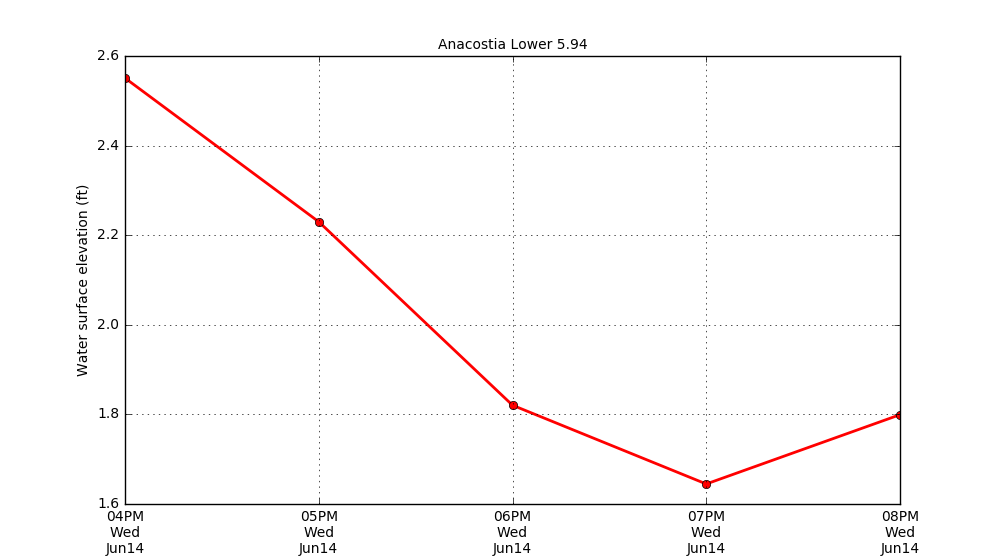 Anacostia Lower 5.94
2.6
2.4
2.2
2.0
1.8
1.6
Water surface elevation (ft)
04PM
Wed
Jun14
05PM
Wed
Jun14
06PM
Wed
Jun14
07PM
Wed
Jun14
08PM
Wed
Jun14